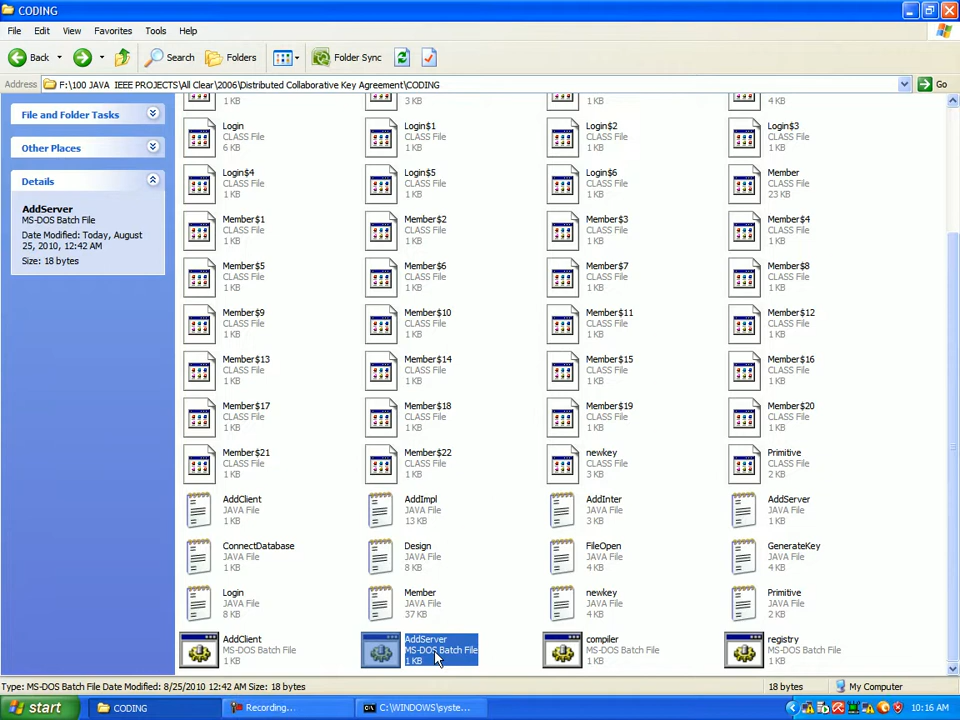 CODING
File Edit View Favorites Tools Help
Back Search Folders Folder Sync
Address F:\100 JAVA IEEE PROJECTS\All Clear\2006\Distributed Collaborative Key Agreement\CODING Go
File and Folder Tasks
Other Places
Details
AddServer
MS-DOS Batch File
Date Modified: Today, August
25, 2010, 12:42 AM
Size: 18 bytes
1 KB 3 KB 1 KB 4 KB
Login Login$1 Login$2 Login$3
CLASS File CLASS File CLASS File CLASS File
6 KB 1 KB 1 KB 1 KB
Login$4 Login$5 Login$6 Member
CLASS File CLASS File CLASS File CLASS File
1 KB 1 KB 1 KB 23 KB
Member$1 Member$2 Member$3 Member$4
CLASS File CLASS File CLASS File CLASS File
1 KB 1 KB 1 KB 1 KB
Member$5 Member$6 Member$7 Member$8
CLASS File CLASS File CLASS File CLASS File
1 KB 1 KB 1 KB 1 KB
Member$9 Member$10 Member$11 Member$12
CLASS File CLASS File CLASS File CLASS File
1 KB 1 KB 1 KB 1 KB
Member$13 Member$14 Member$15 Member$16
CLASS File CLASS File CLASS File CLASS File
1 KB 1 KB 1 KB 1 KB
Member$17 Member$18 Member$19 Member$20
CLASS File CLASS File CLASS File CLASS File
1 KB 1 KB 1 KB 1 KB
Member$21 Member$22 newkey Primitive
CLASS File CLASS File CLASS File CLASS File
1 KB 1 KB 3 KB 2 KB
AddClient AddImpl AddInter AddServer
JAVA File JAVA File JAVA File JAVA File
1 KB 13 KB 3 KB 1 KB
ConnectDatabase Design FileOpen GenerateKey
JAVA File JAVA File JAVA File JAVA File
1 KB 8 KB 4 KB 4 KB
Login Member newkey Primitive
JAVA File JAVA File JAVA File JAVA File
8 KB 37 KB 4 KB 2 KB
AddClient AddServer compiler registry
MS-DOS Batch File MS-DOS Batch File MS-DOS Batch File MS-DOS Batch File
1 KB 1 KB 1 KB 1 KB
Type: MS-DOS Batch File Date Modified: 8/25/2010 12:42 AM Size: 18 bytes 18 bytes My Computer
start CODING Recording... C:\WINDOWS\syste... 10:16 AM